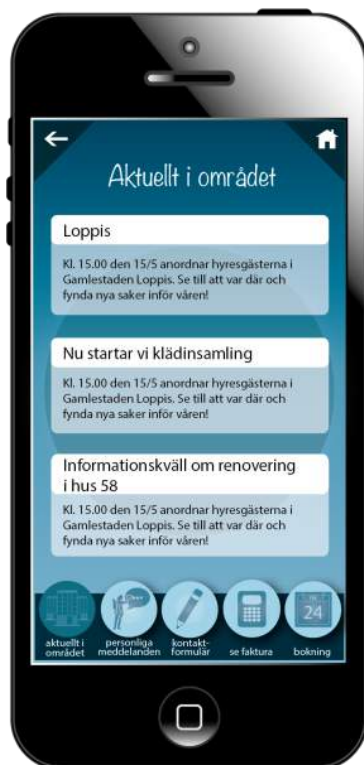 Aktuellt i området
Loppis
Kl. 15.00 den 15/5 anordnar hyresgästerna i
Gamlestaden Loppis. Se till att var där och
fynda nya saker inför våren!
Nu startar vi klädinsamling
Kl. 15.00 den 15/5 anordnar hyresgästerna i
Gamlestaden Loppis. Se till att var där och
fynda nya saker inför våren!
Informationskväll om renovering
i hus 58
Kl. 15.00 den 15/5 anordnar hyresgästerna i
Gamlestaden Loppis. Se till att var där och
fynda nya saker inför våren!
24
aktuellt i
området
personliga
meddelanden
kontakt-
formulär
se faktura
bokning